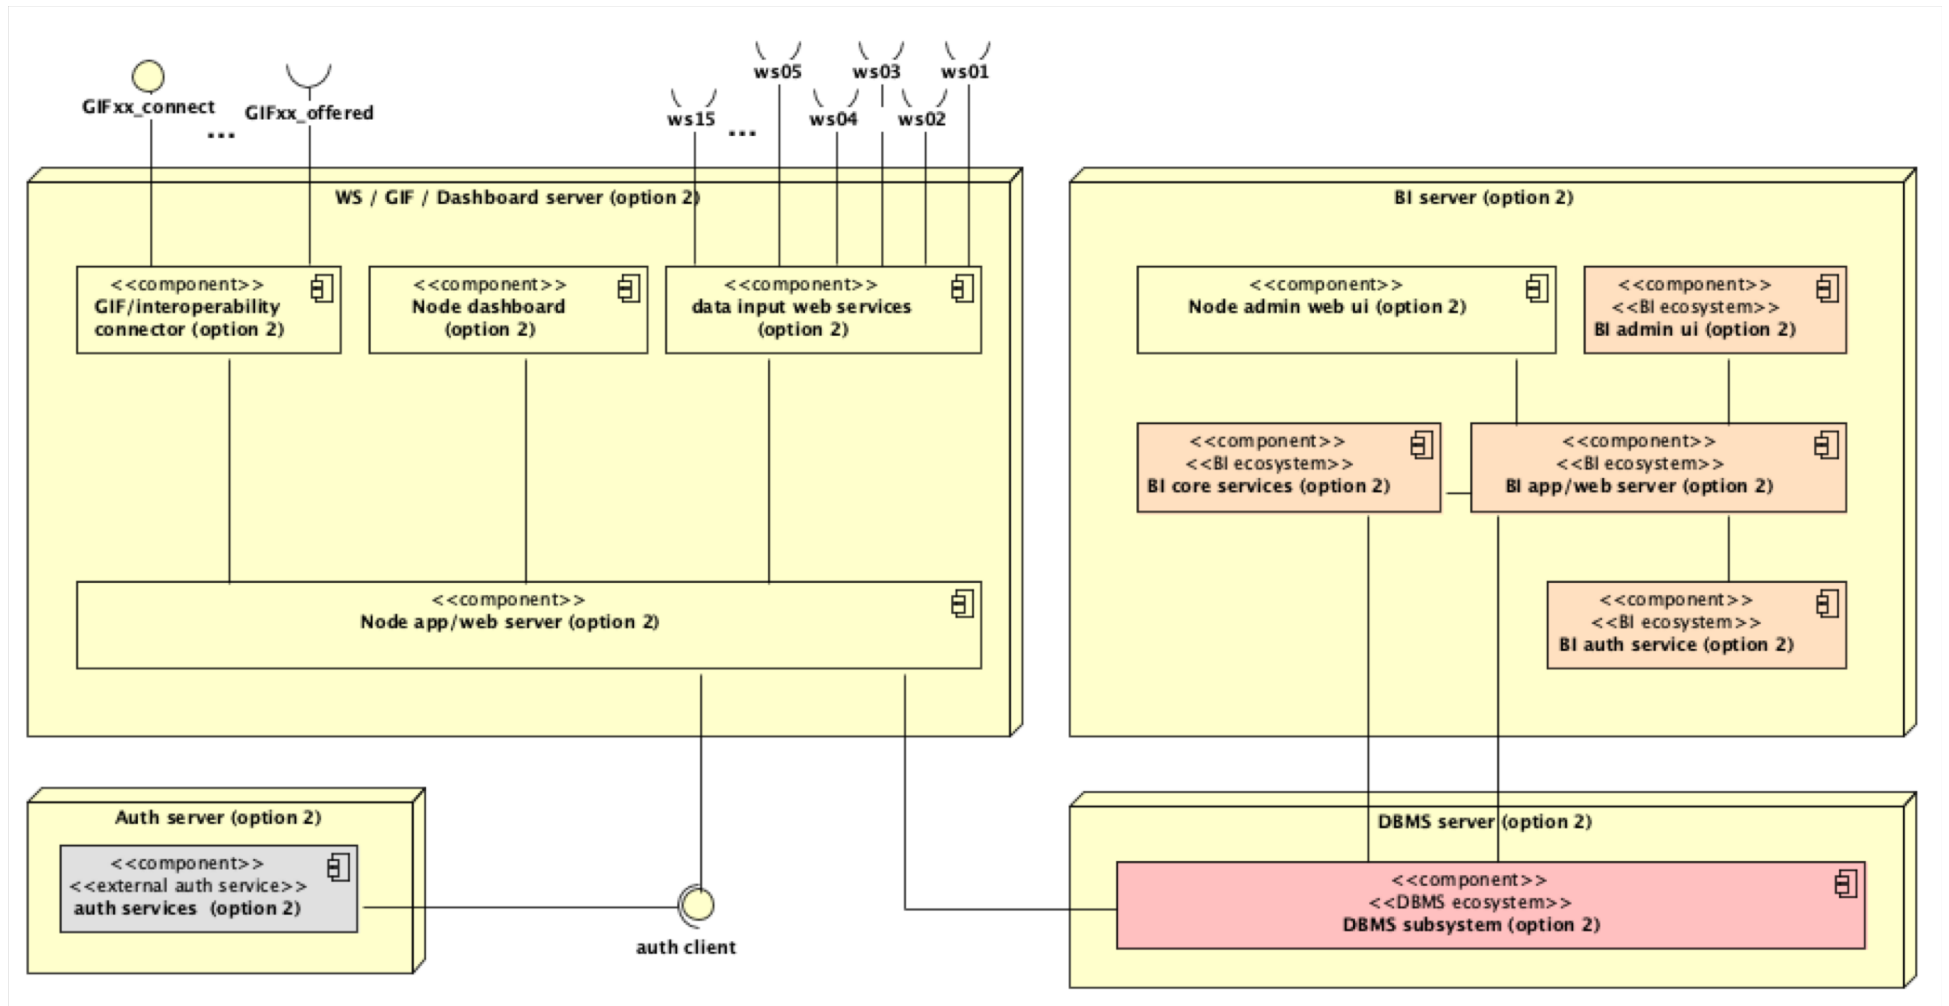 ws05
ws03
ws01
GIFxx_connect
...
GIFxx_offered
ws15
...
ws04
ws02
WS / GIF / Dashboard server (option 2)
<<component>>
GIF/interoperability
connector (option 2)
<<component>>
Node dashboard
(option 2)
<<component>>
data input web services
(option 2)
<<component>>
Node app/web server (option 2)
BI server (option 2)
<<component>>
Node admin web ui (option 2)
<<component>>
<<BI ecosystem>>
BI admin ui (option 2)
<<component>>
<<BI ecosystem>>
BI core services (option 2)
<<component>>
<<BI ecosystem>>
BI app/web server (option 2)
<<component>>
<<BI ecosystem>>
BI auth service (option 2)
Auth server (option 2)
<<component>>
<<external auth service>>
auth services (option 2)
auth client
DBMS server (option 2)
<<component>>
<<DBMS ecosystem>>
DBMS subsystem (option 2)